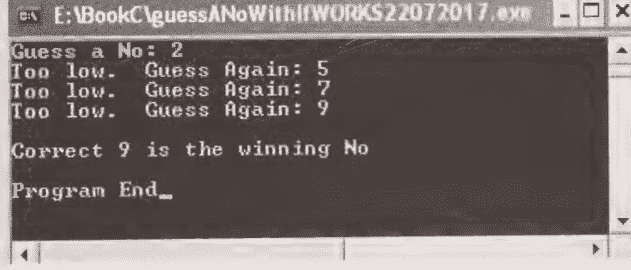 E:\BookC\guessANoWithIfWORKS22072017.exe
Guess a No: 2
Too low.  Guess Again: 5
Too low.  Guess Again: 7
Too low.  Guess Again: 9
Correct 9 is the winning No
Program End_